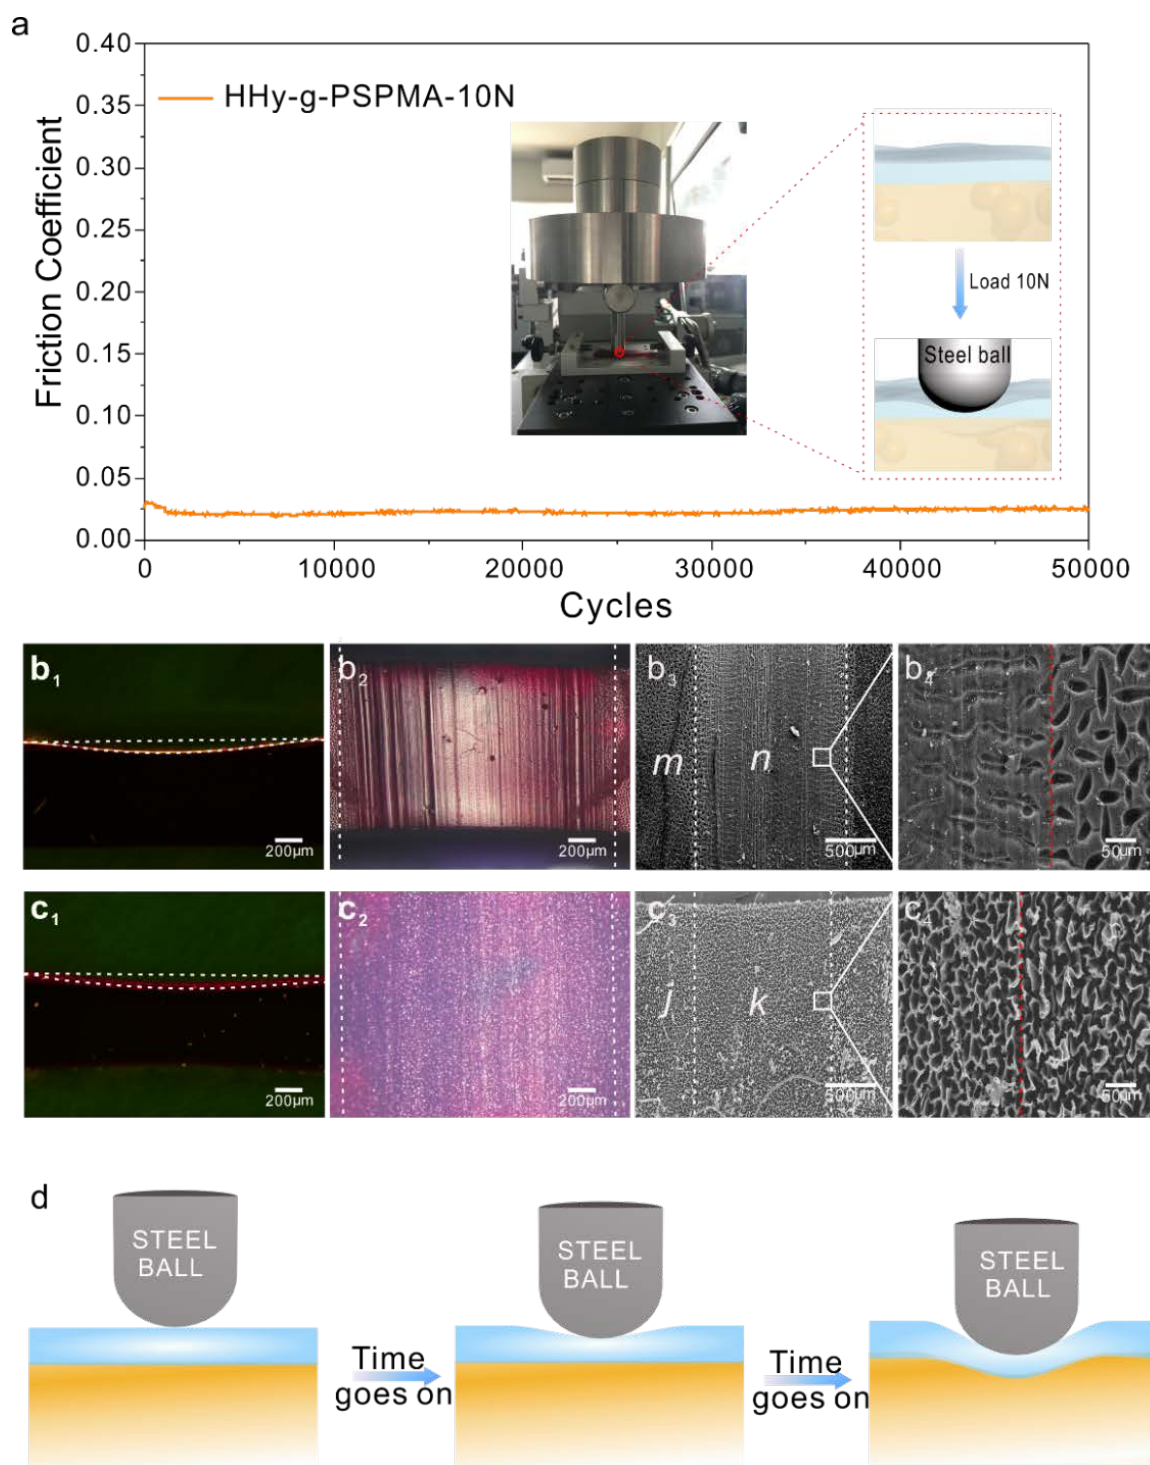 a
0.40
0.35
0.30
0.25
0.20
0.15
0.10
0.05
0.00
Friction Coefficient
HHy-g-PSPMA-10N
Load 10N
Steel ball
0
10000
20000
30000
40000
50000
Cycles
b1
200μm
b2
200μm
b3
m
n
500μm
b4
50μm
c1
200μm
c2
200μm
c3
j
k
500μm
c4
50μm
d
STEEL
BALL
Time
goes on
STEEL
BALL
Time
goes on
STEEL
BALL